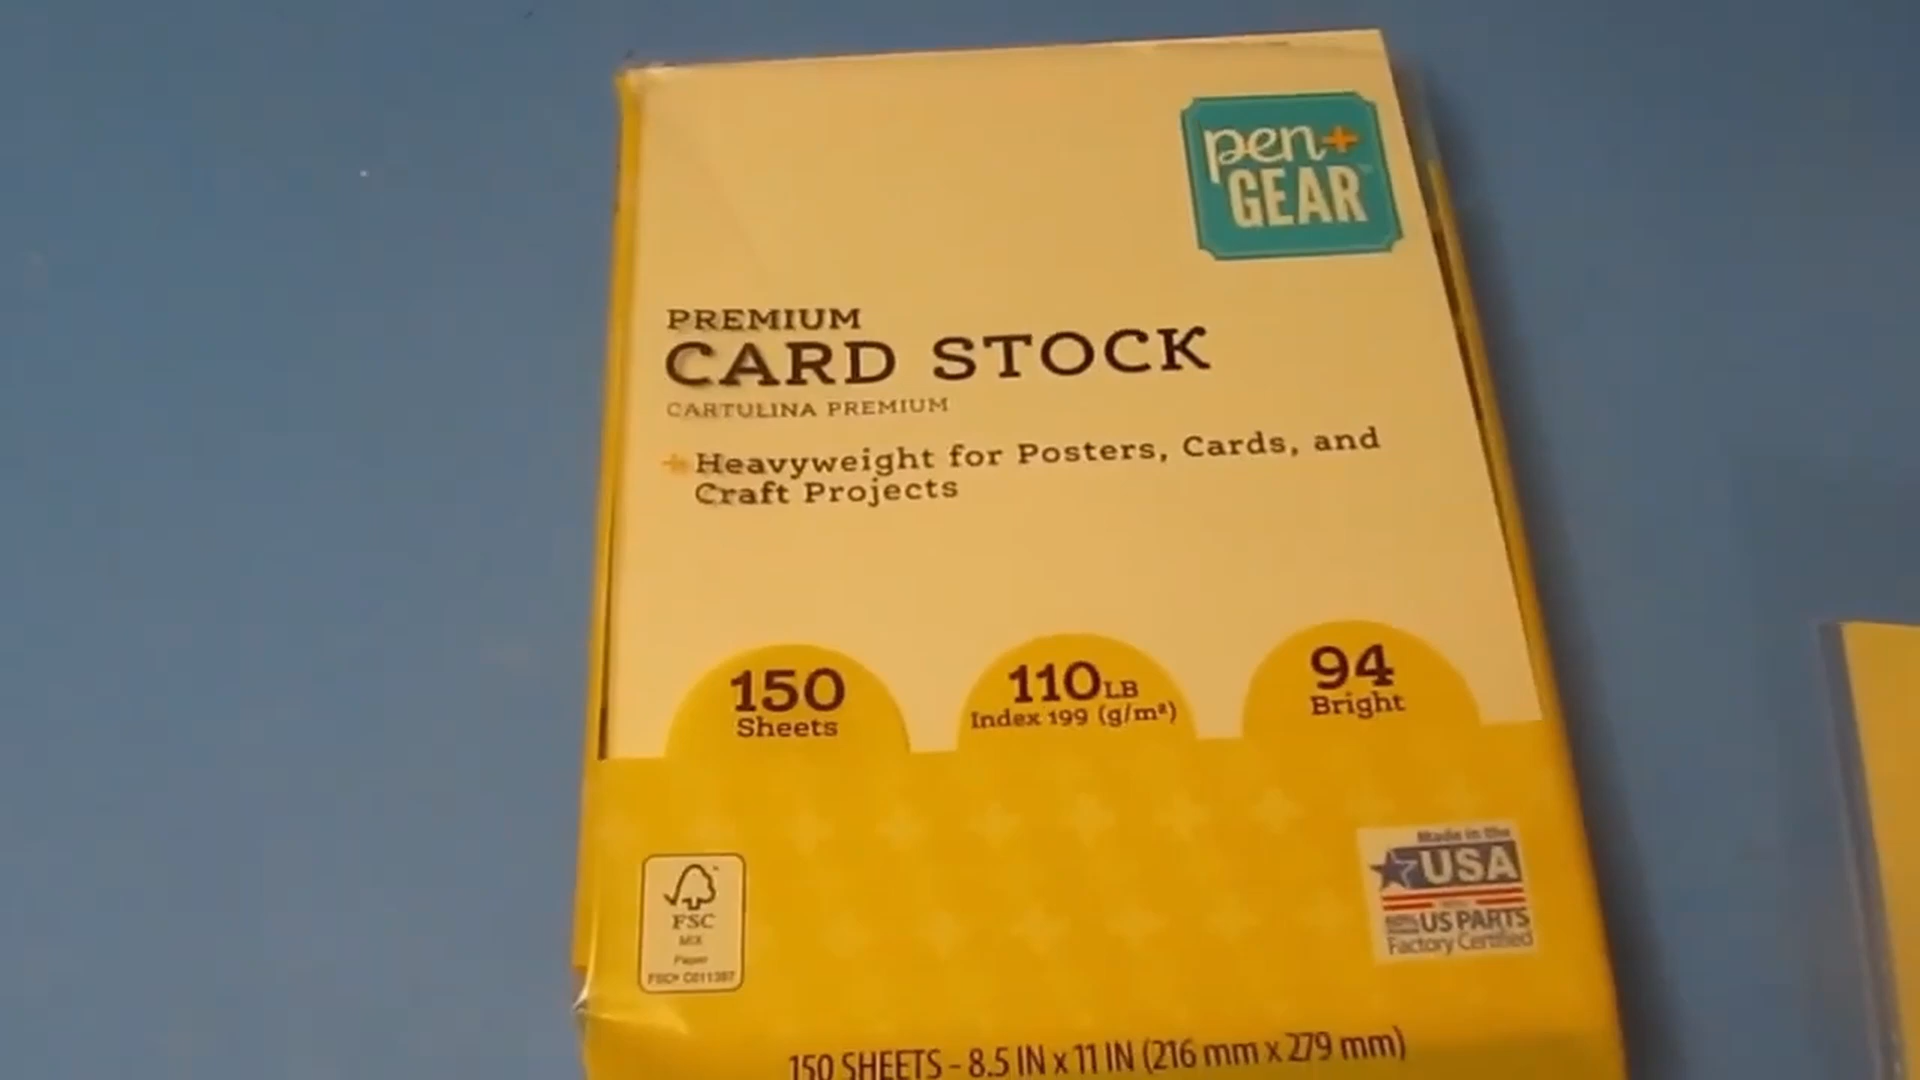 pen+
GEAR
PREMIUM
CARD STOCK
CARTULINA PREMIUM
+Heavyweight for Posters, Cards, and
Craft Projects
150
Sheets
110LB
Index 199 (g/m²)
94
Bright
FSC
MIX
Paper
Made in the
USA
US PARTS
Factory Certified
150 SHEETS - 8.5 IN x 11 IN (216 mm x 279 mm)